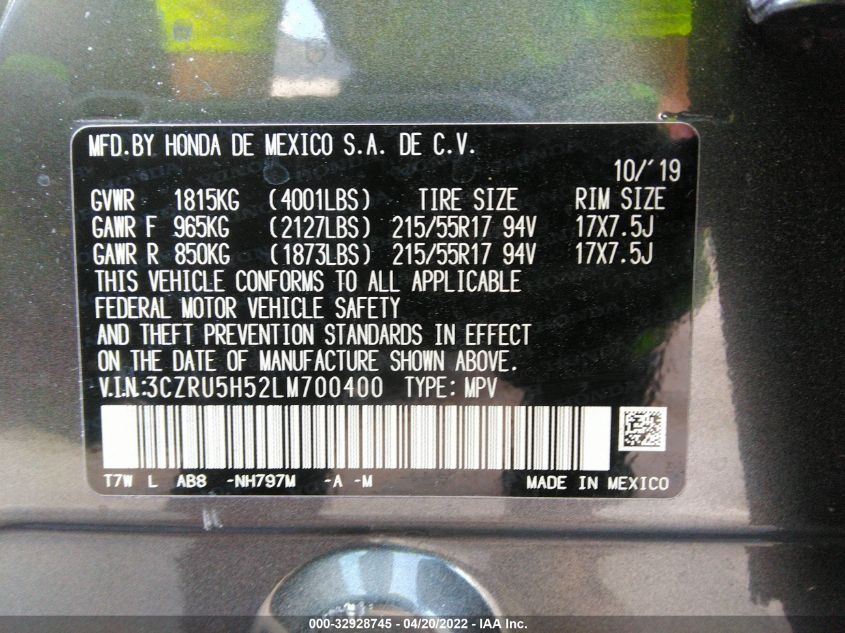 MFD.BY HONDA DE MEXICO S.A. DE C.V.
10/'19
GVWR 1815KG (4001LBS) TIRE SIZE RIM SIZE
GAWR F 965KG (2127LBS) 215/55R17 94V 17X7.5J
GAWR R 850KG (1873LBS) 215/55R17 94V 17X7.5J
THIS VEHICLE CONFORMS TO ALL APPLICABLE
FEDERAL MOTOR VEHICLE SAFETY
AND THEFT PREVENTION STANDARDS IN EFFECT
ON THE DATE OF MANUFACTURE SHOWN ABOVE.
V.I.N.:3CZRU5H52LM700400 TYPE: MPV
T7W L AB8 -NH797M -A -M MADE IN MEXICO
000-32928745 - 04/20/2022 - IAA Inc.